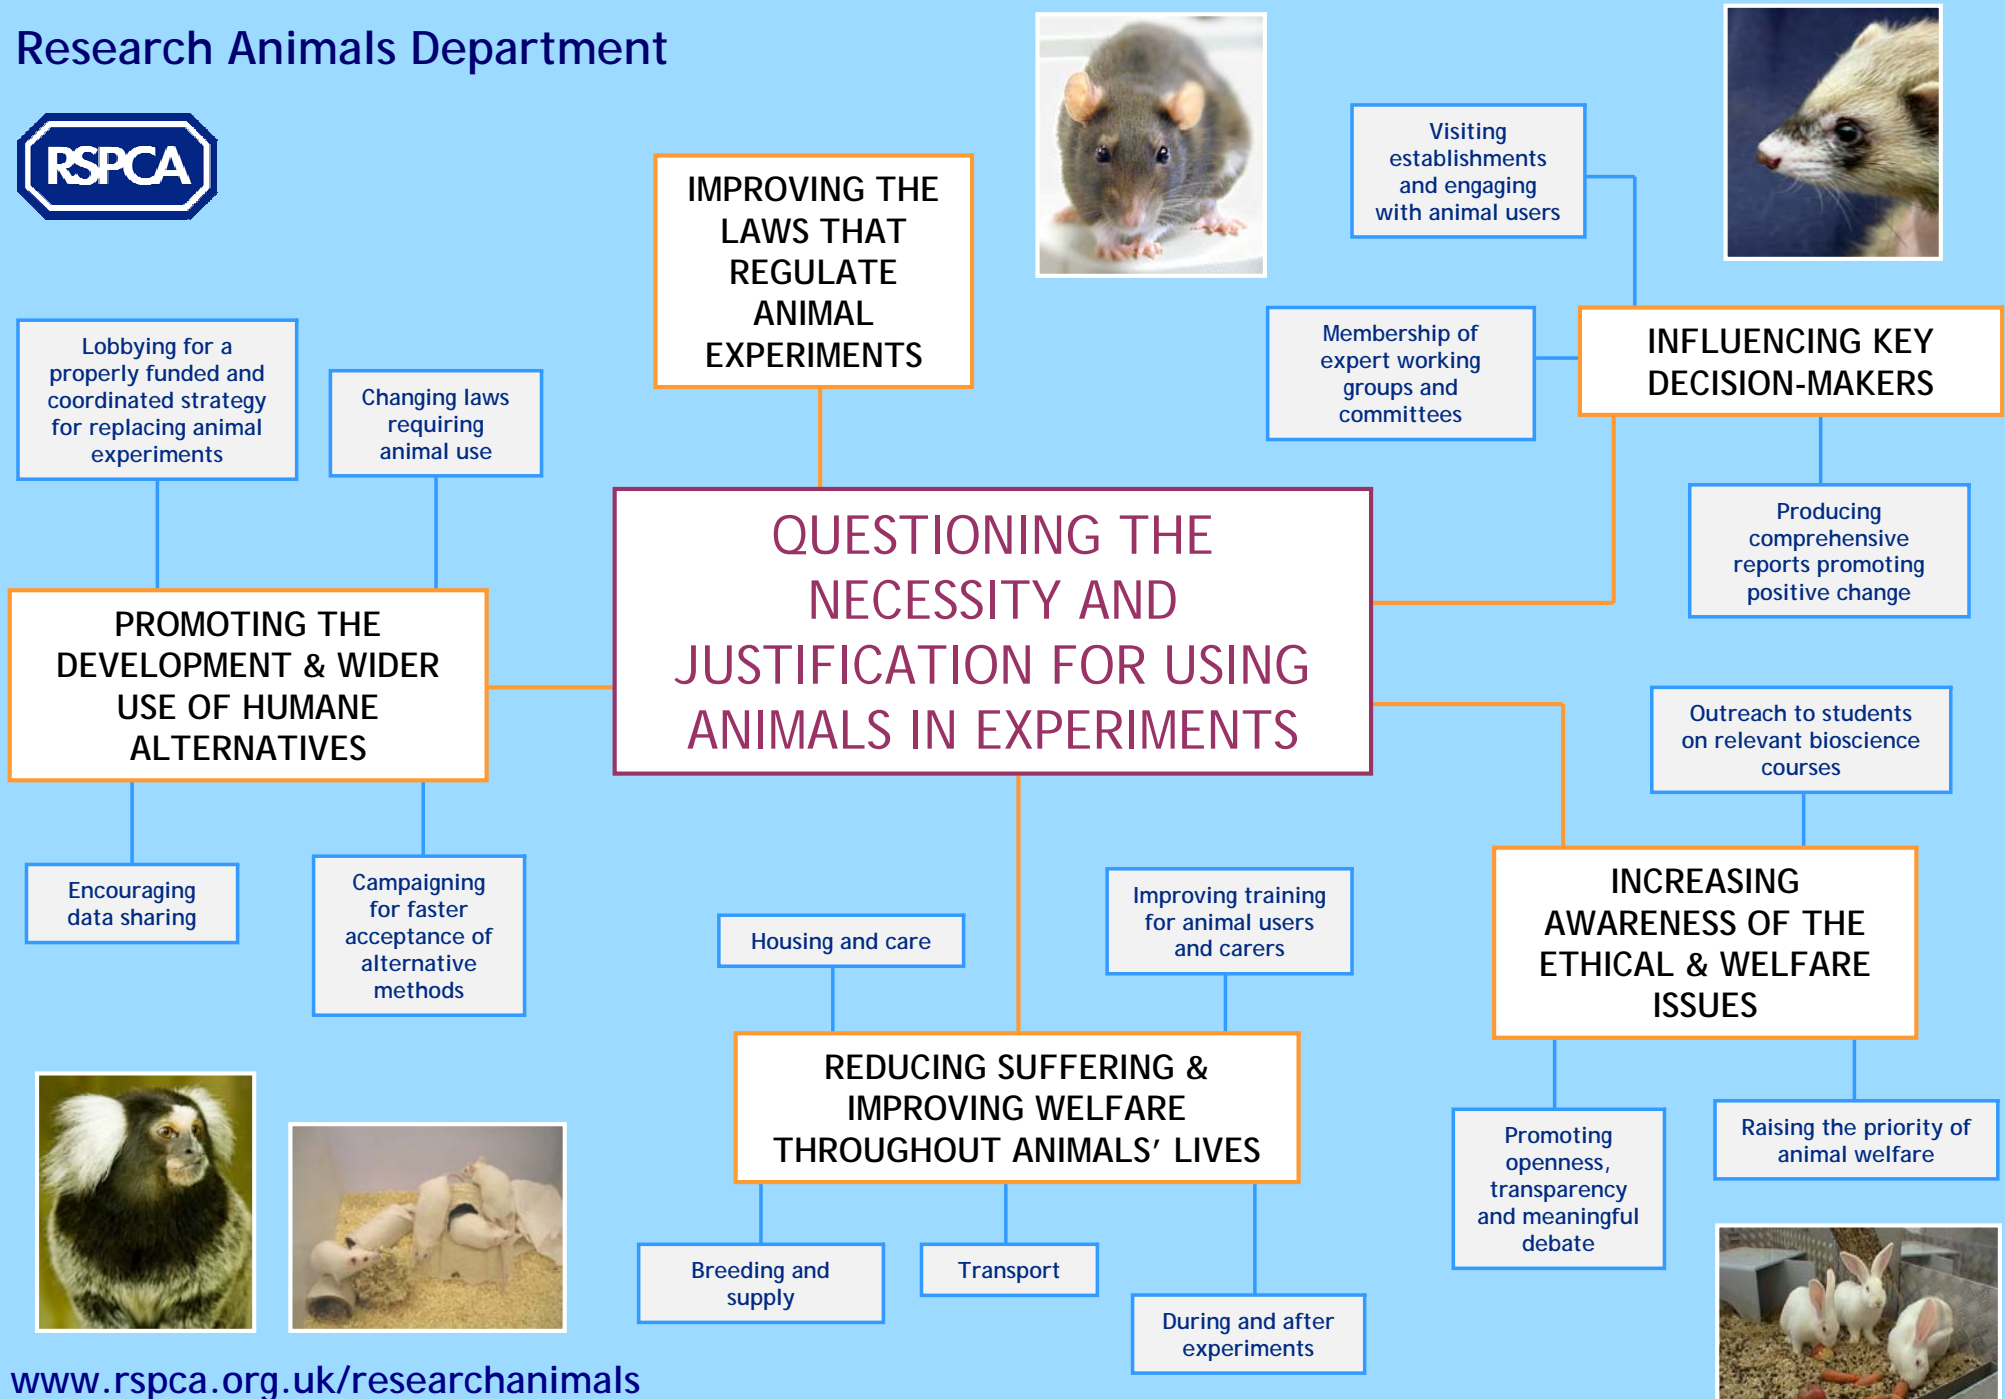 Research Animals Department
RSPCA
IMPROVING THE
LAWS THAT
REGULATE
ANIMAL
EXPERIMENTS
Visiting
establishments
and engaging
with animal users
Membership of
expert working
groups and
committees
INFLUENCING KEY
DECISION-MAKERS
Producing
comprehensive
reports promoting
positive change
Lobbying for a
properly funded and
coordinated strategy
for replacing animal
experiments
Changing laws
requiring
animal use
QUESTIONING THE
NECESSITY AND
JUSTIFICATION FOR USING
ANIMALS IN EXPERIMENTS
PROMOTING THE
DEVELOPMENT & WIDER
USE OF HUMANE
ALTERNATIVES
Encouraging
data sharing
Campaigning
for faster
acceptance of
alternative
methods
Outreach to students
on relevant bioscience
courses
INCREASING
AWARENESS OF THE
ETHICAL & WELFARE
ISSUES
Promoting
openness,
transparency
and meaningful
debate
Raising the priority of
animal welfare
Housing and care
Improving training
for animal users
and carers
REDUCING SUFFERING &
IMPROVING WELFARE
THROUGHOUT ANIMALS’ LIVES
Breeding and
supply
Transport
During and after
experiments
www.rspca.org.uk/researchanimals